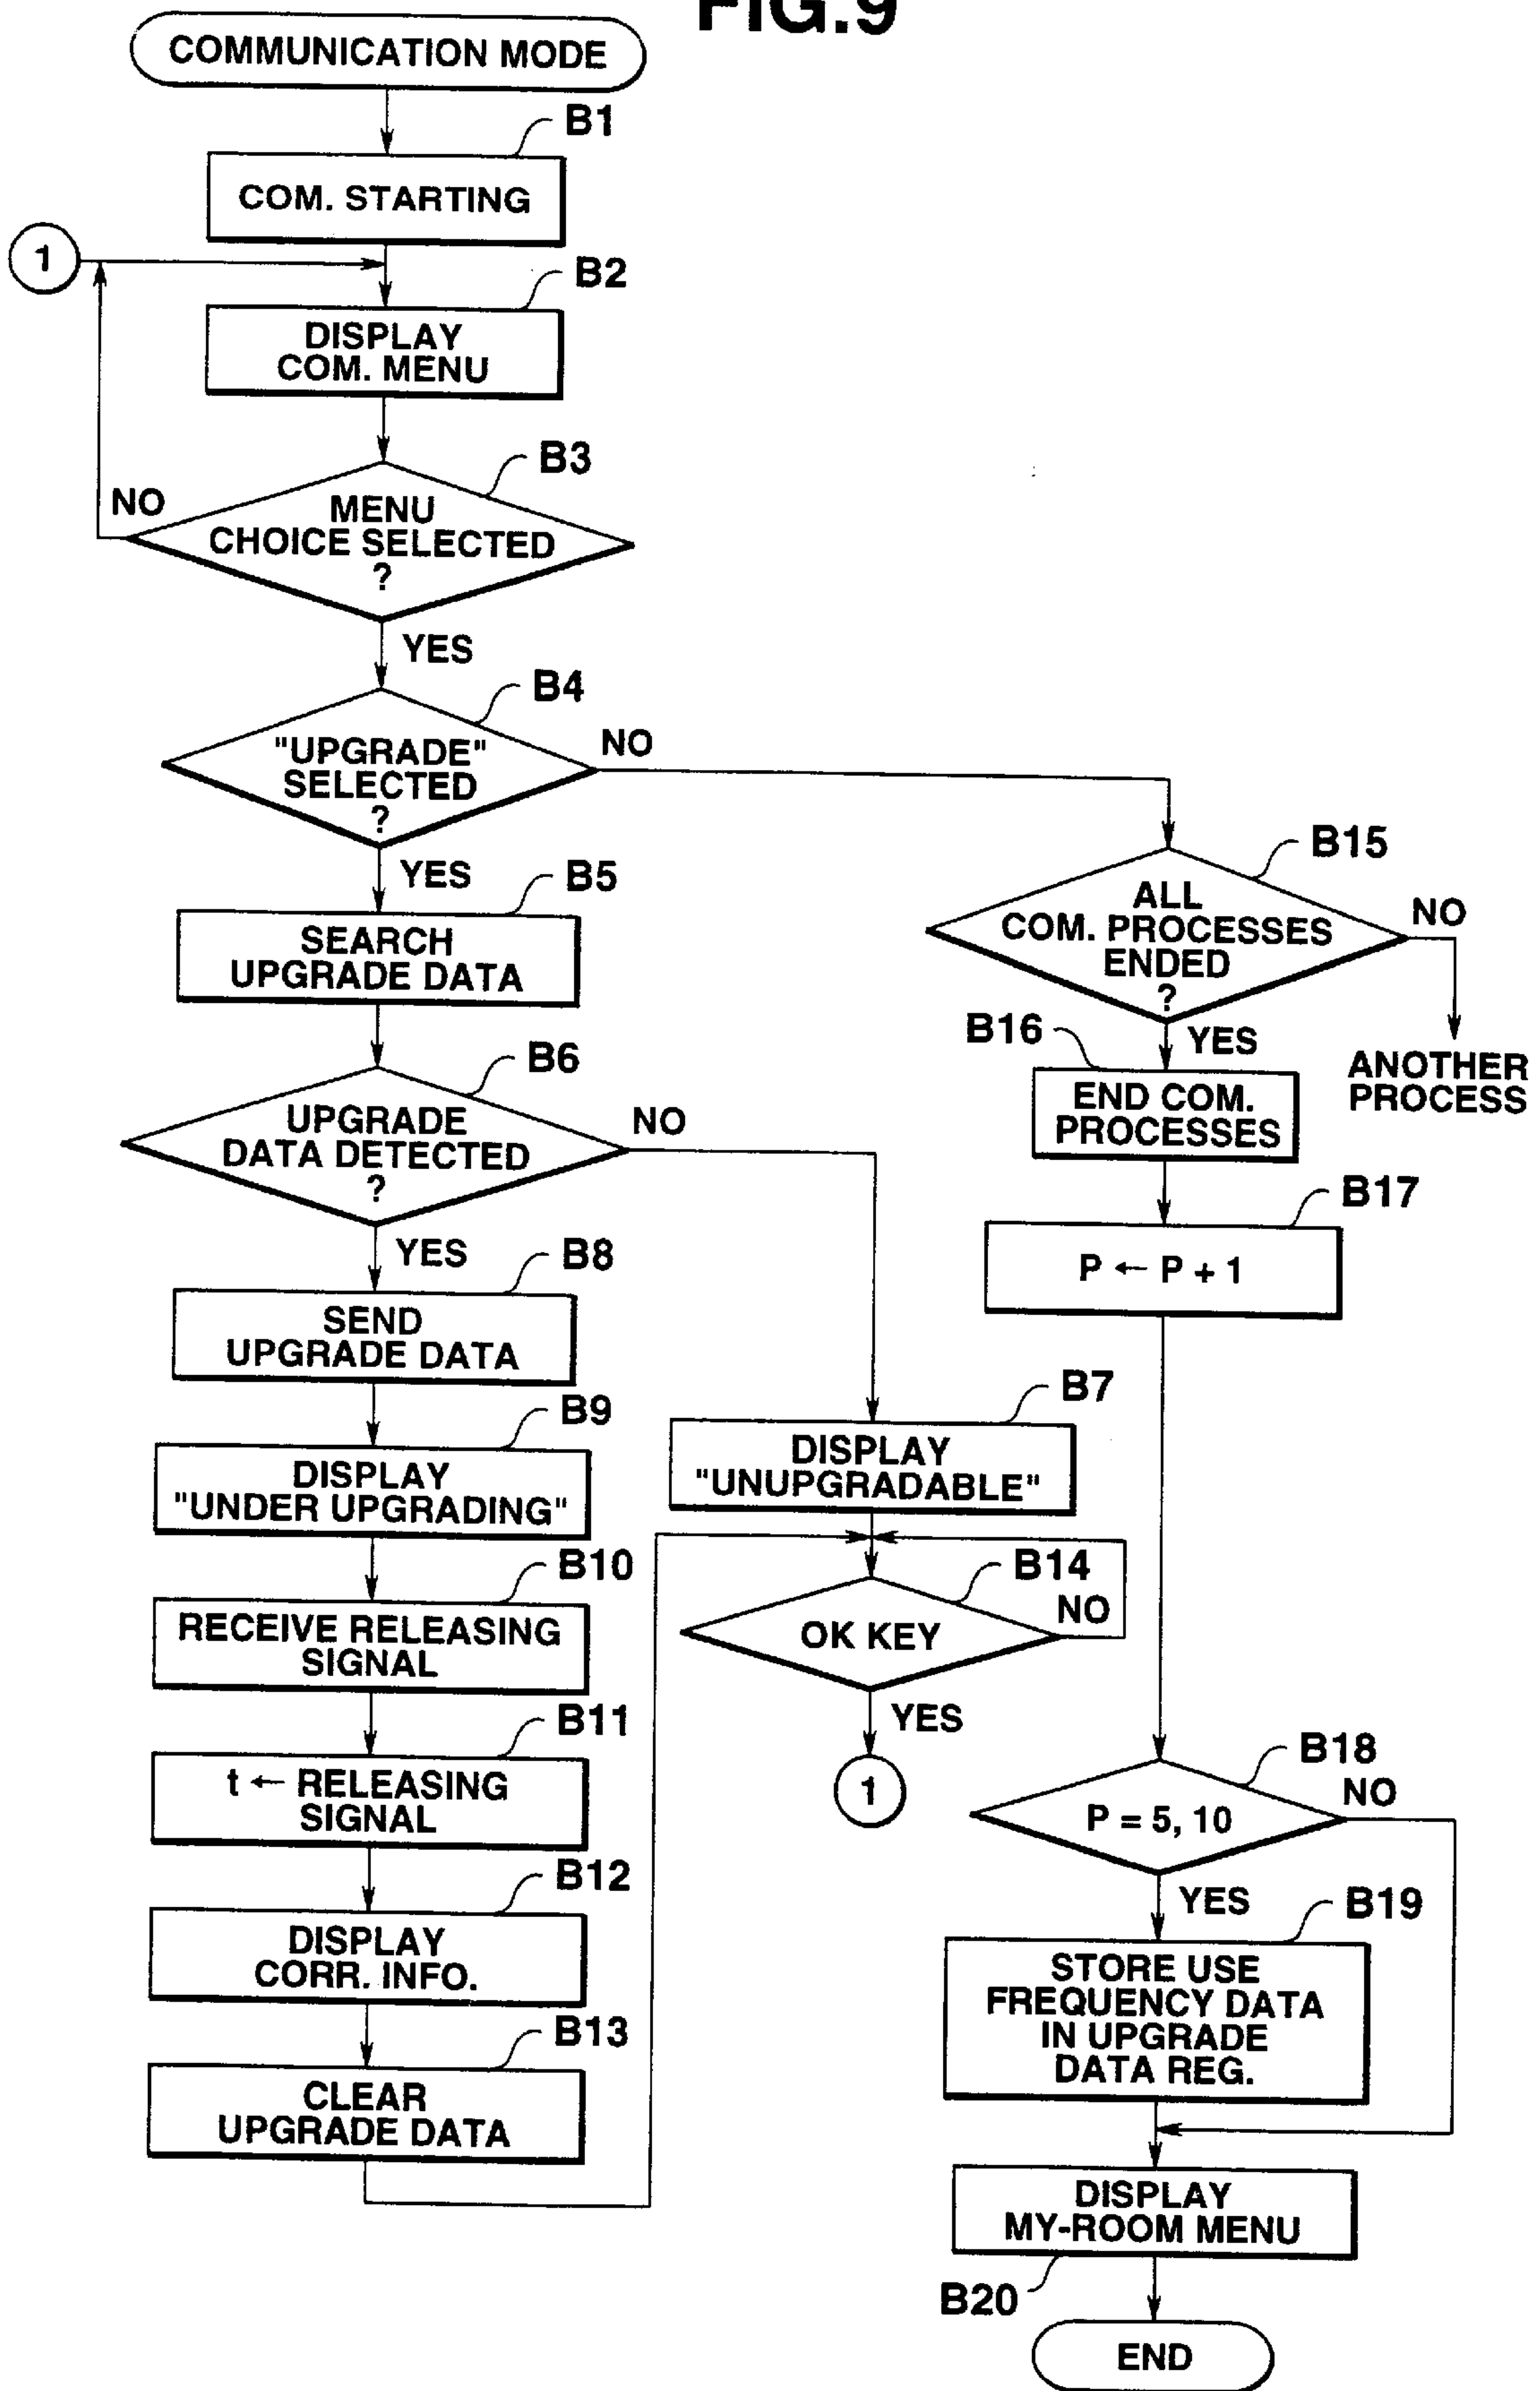 FIG.9
COMMUNICATION MODE
B1
COM. STARTING
1
B2
DISPLAY
COM. MENU
B3
NO
MENU
CHOICE SELECTED
?
YES
B4
"UPGRADE"
SELECTED
?
NO
YES
B5
SEARCH
UPGRADE DATA
B6
UPGRADE
DATA DETECTED
?
NO
YES
B8
SEND
UPGRADE DATA
B9
DISPLAY
"UNDER UPGRADING"
B10
RECEIVE RELEASING
SIGNAL
B11
t ← RELEASING
SIGNAL
B12
DISPLAY
CORR. INFO.
B13
CLEAR
UPGRADE DATA
B7
DISPLAY
"UNUPGRADABLE"
B14
OK KEY
NO
YES
1
B15
ALL
COM. PROCESSES
ENDED
?
NO
ANOTHER
PROCESS
YES
B16
END COM.
PROCESSES
B17
P ← P + 1
B18
P = 5, 10
NO
YES
B19
STORE USE
FREQUENCY DATA
IN UPGRADE
DATA REG.
DISPLAY
MY-ROOM MENU
B20
END